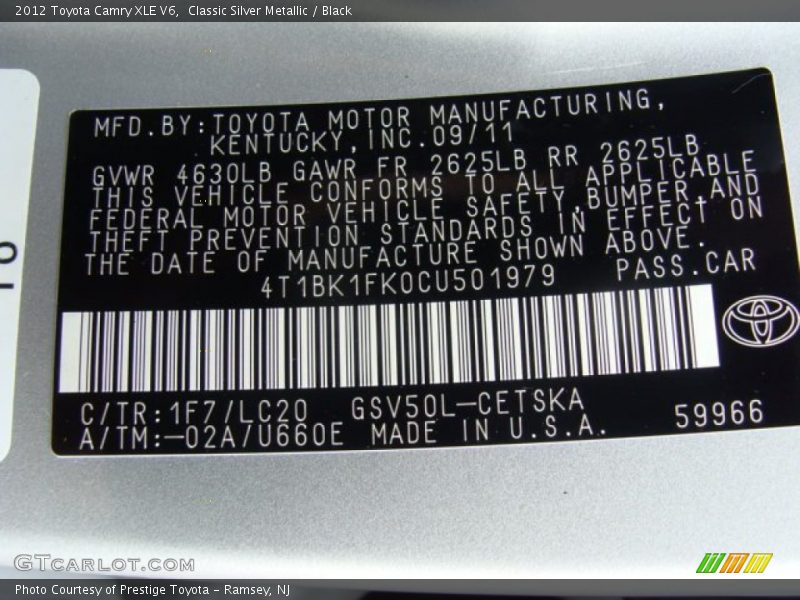 2012 Toyota Camry XLE V6,  Classic Silver Metallic / Black
MFD.BY:TOYOTA MOTOR MANUFACTURING,
KENTUCKY,INC.09/11
GVWR 4630LB GAWR FR 2625LB RR 2625LB
THIS VEHICLE CONFORMS TO ALL APPLICABLE
FEDERAL MOTOR VEHICLE SAFETY,BUMPER,AND
THEFT PREVENTION STANDARDS IN EFFECT ON
THE DATE OF MANUFACTURE SHOWN ABOVE.
4T1BK1FK0CU501979 PASS.CAR
C/TR:1F7/LC20 GSV50L-CETSKA
A/TM:-02A/U660E MADE IN U.S.A. 59966
GTCARLOT.COM
Photo Courtesy of Prestige Toyota - Ramsey, NJ